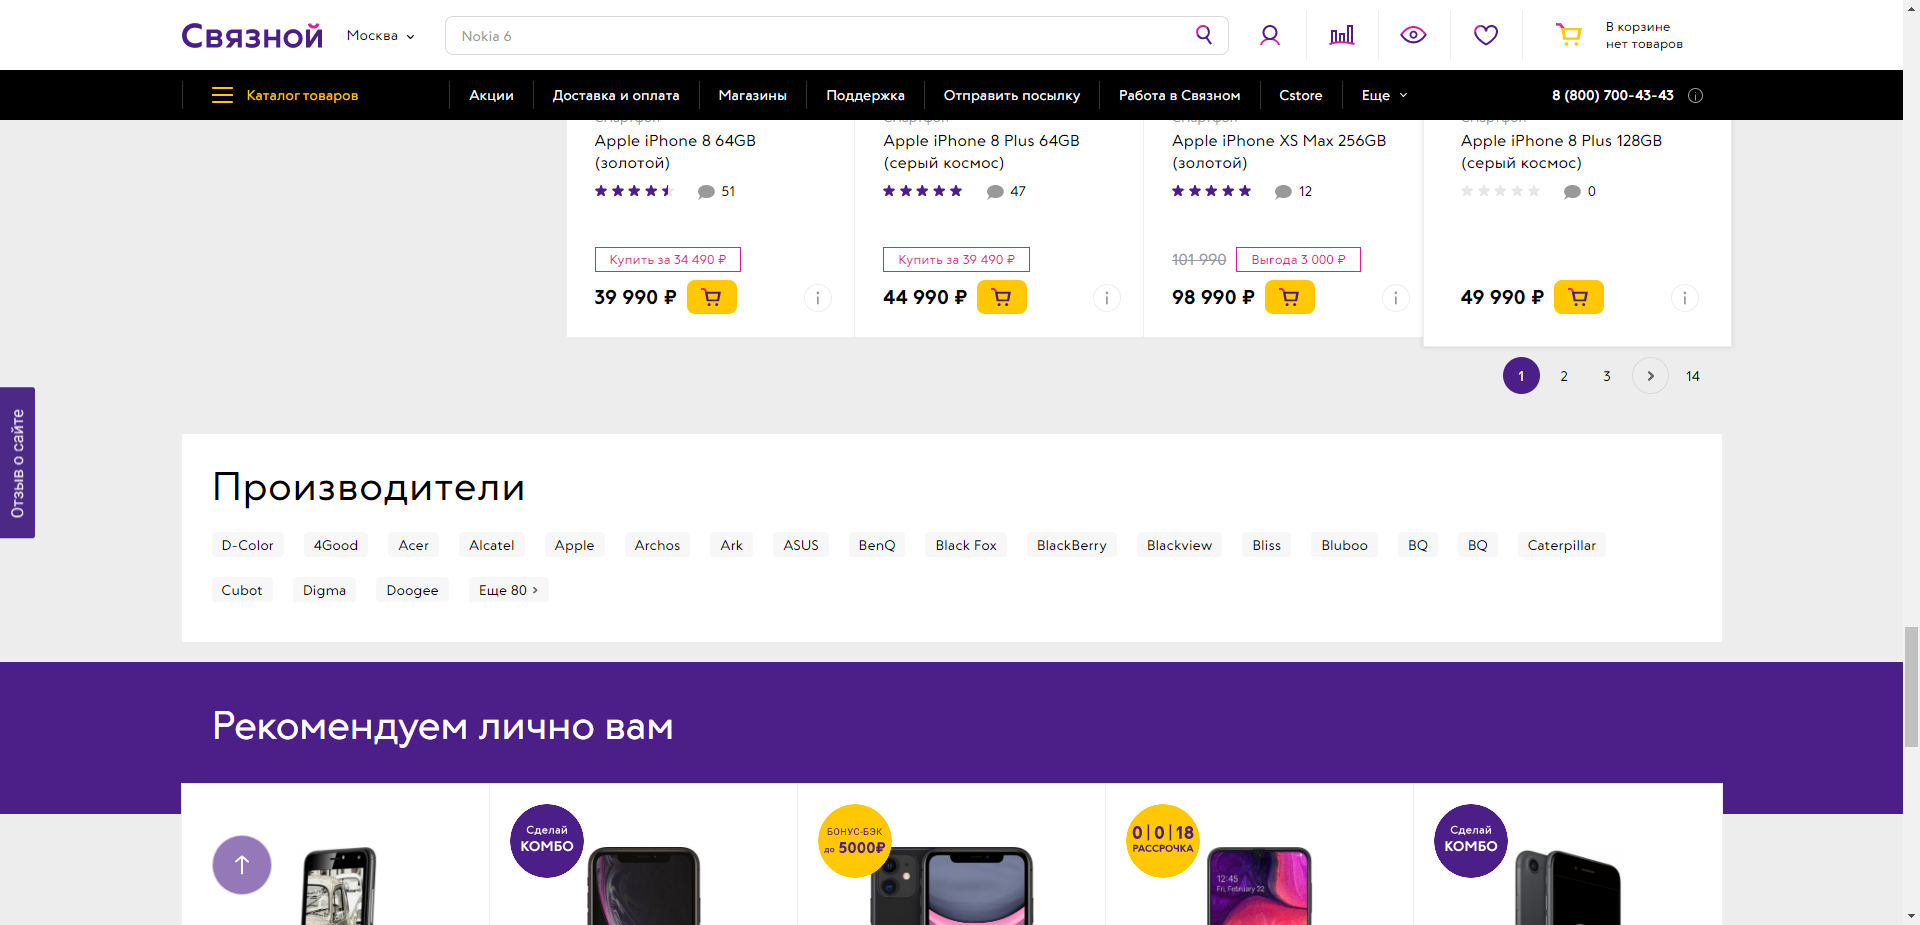 Связной
Москва
Nokia 6
В корзине
нет товаров
Каталог товаров
Акции
Доставка и оплата
Магазины
Поддержка
Отправить посылку
Работа в Связном
Cstore
Еще
8 (800) 700-43-43
Apple iPhone 8 64GB
(золотой)
51
Купить за 34 490 ₽
39 990 ₽
Apple iPhone 8 Plus 64GB
(серый космос)
47
Купить за 39 490 ₽
44 990 ₽
Apple iPhone XS Max 256GB
(золотой)
12
101 990
Выгода 3 000 ₽
98 990 ₽
Apple iPhone 8 Plus 128GB
(серый космос)
0
49 990 ₽
1 2 3 14
Отзыв о сайте
Производители
D-Color 4Good Acer Alcatel Apple Archos Ark ASUS BenQ Black Fox BlackBerry Blackview Bliss Bluboo BQ BQ Caterpillar
Cubot Digma Doogee Еще 80
Рекомендуем лично вам
Сделай
КОМБО
БОНУС-БЭК
до 5000₽
0|0|18
РАССРОЧКА
12:45
Fri, February 22
Сделай
КОМБО